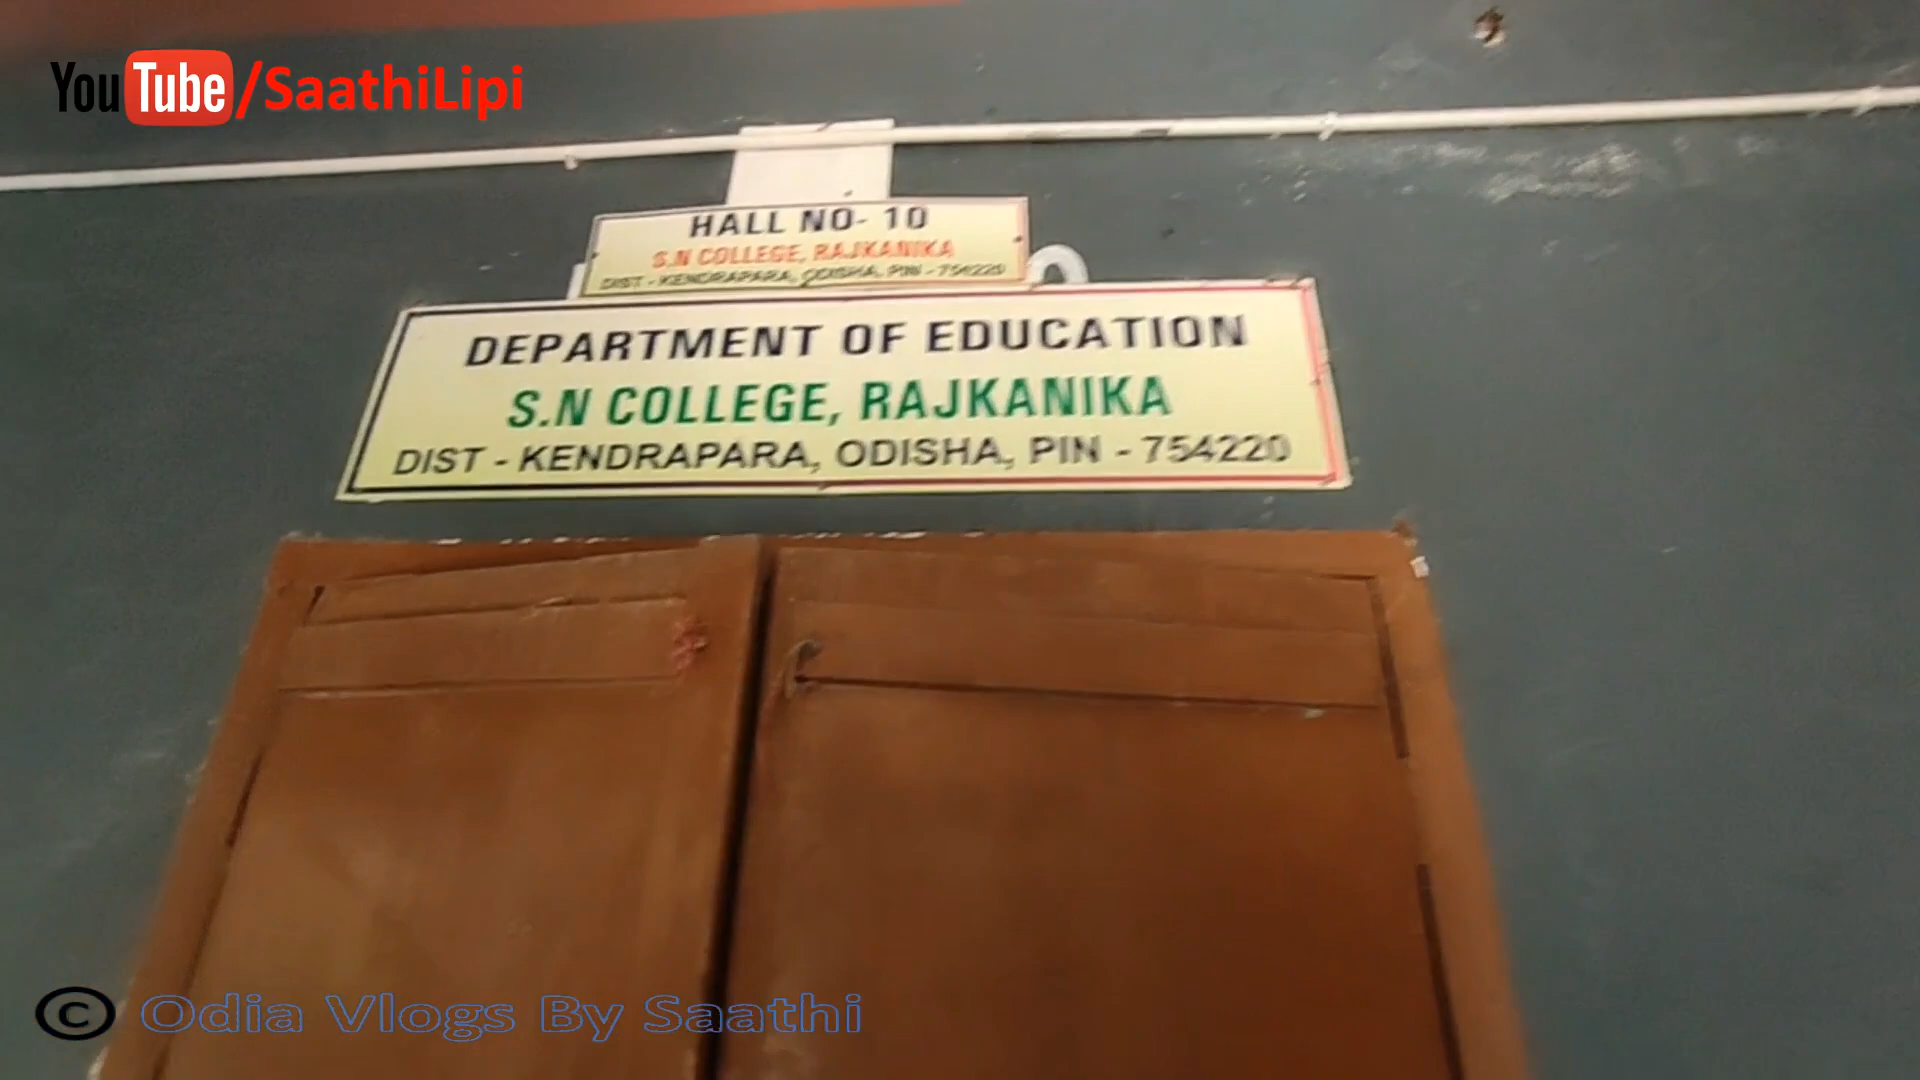 YouTube/SaathiLipi
HALL NO- 10
S.N COLLEGE, RAJKANIKA
DIST - KENDRAPARA, ODISHA, PIN - 754220
DEPARTMENT OF EDUCATION
S.N COLLEGE, RAJKANIKA
DIST - KENDRAPARA, ODISHA, PIN - 754220
© Odia Vlogs By Saathi